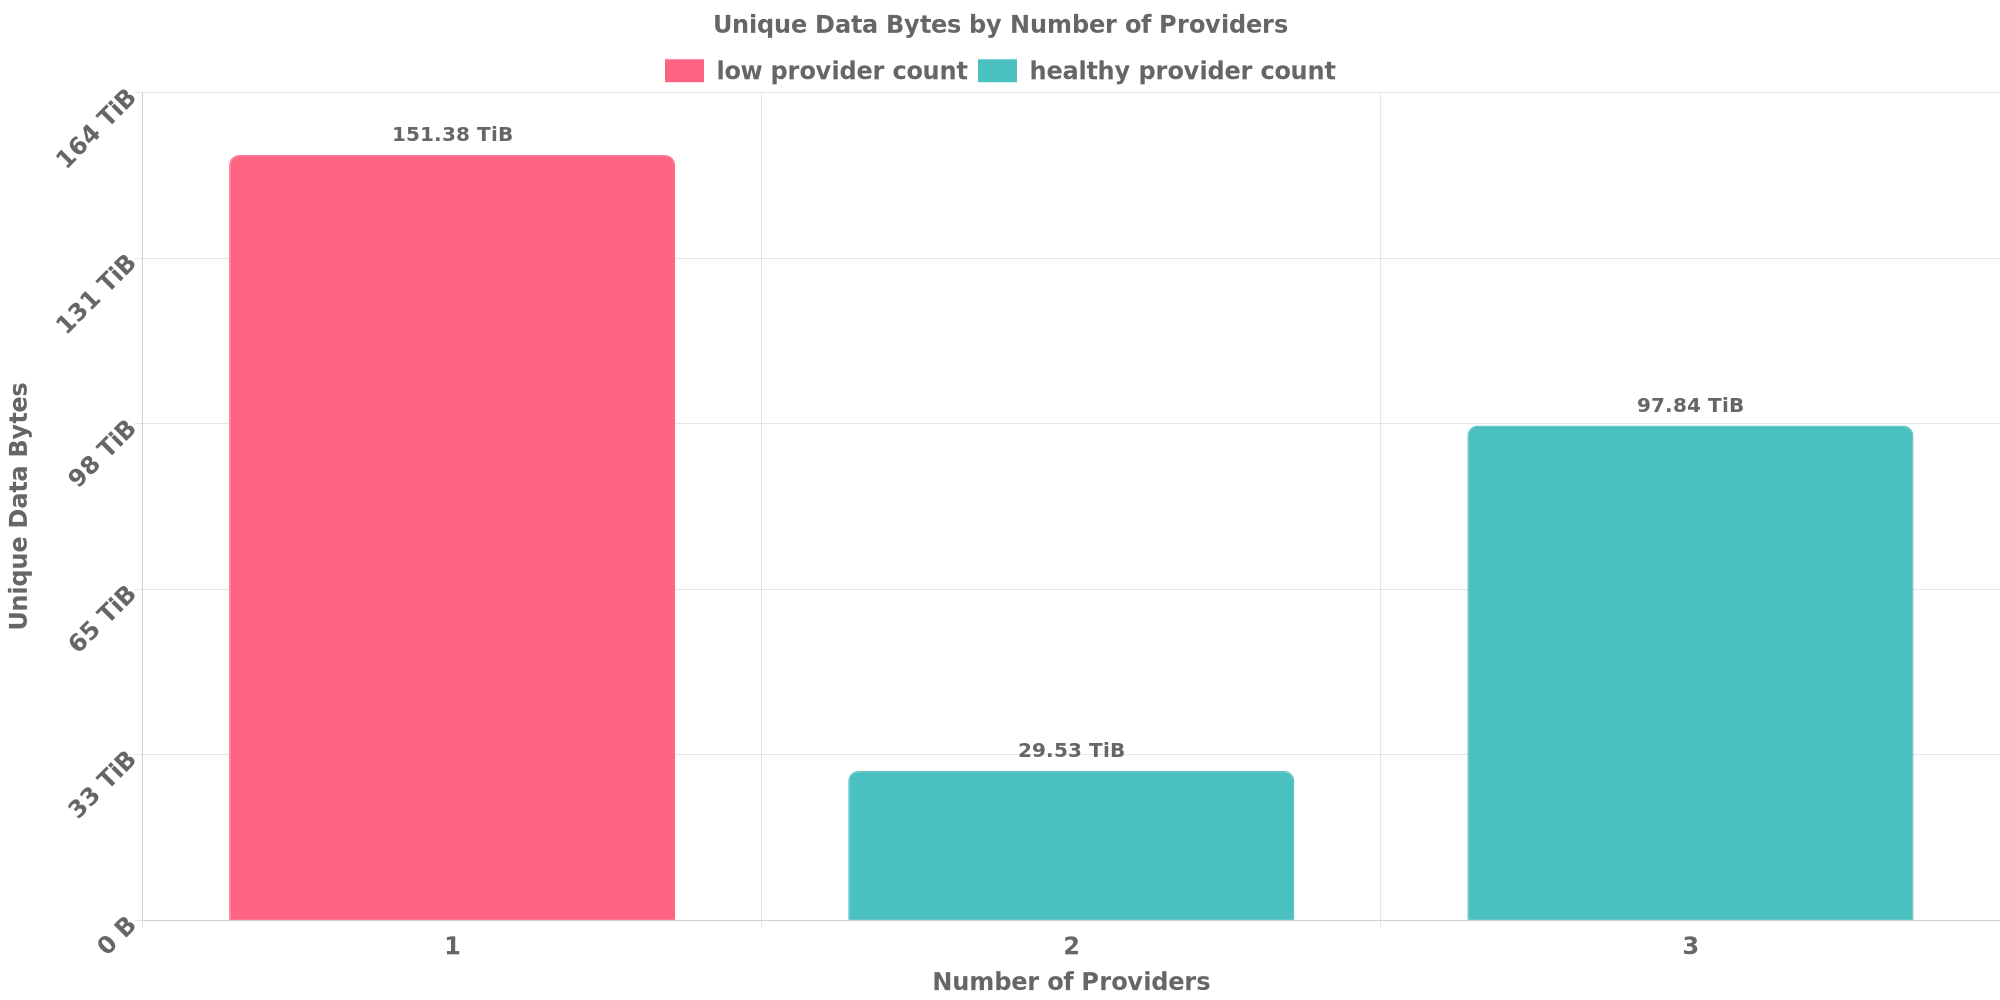 Unique Data Bytes by Number of Providers
low provider count healthy provider count
164 TiB
151.38 TiB
131 TiB
98 TiB
97.84 TiB
65 TiB
33 TiB
29.53 TiB
0 B
Unique Data Bytes
1 2 3
Number of Providers